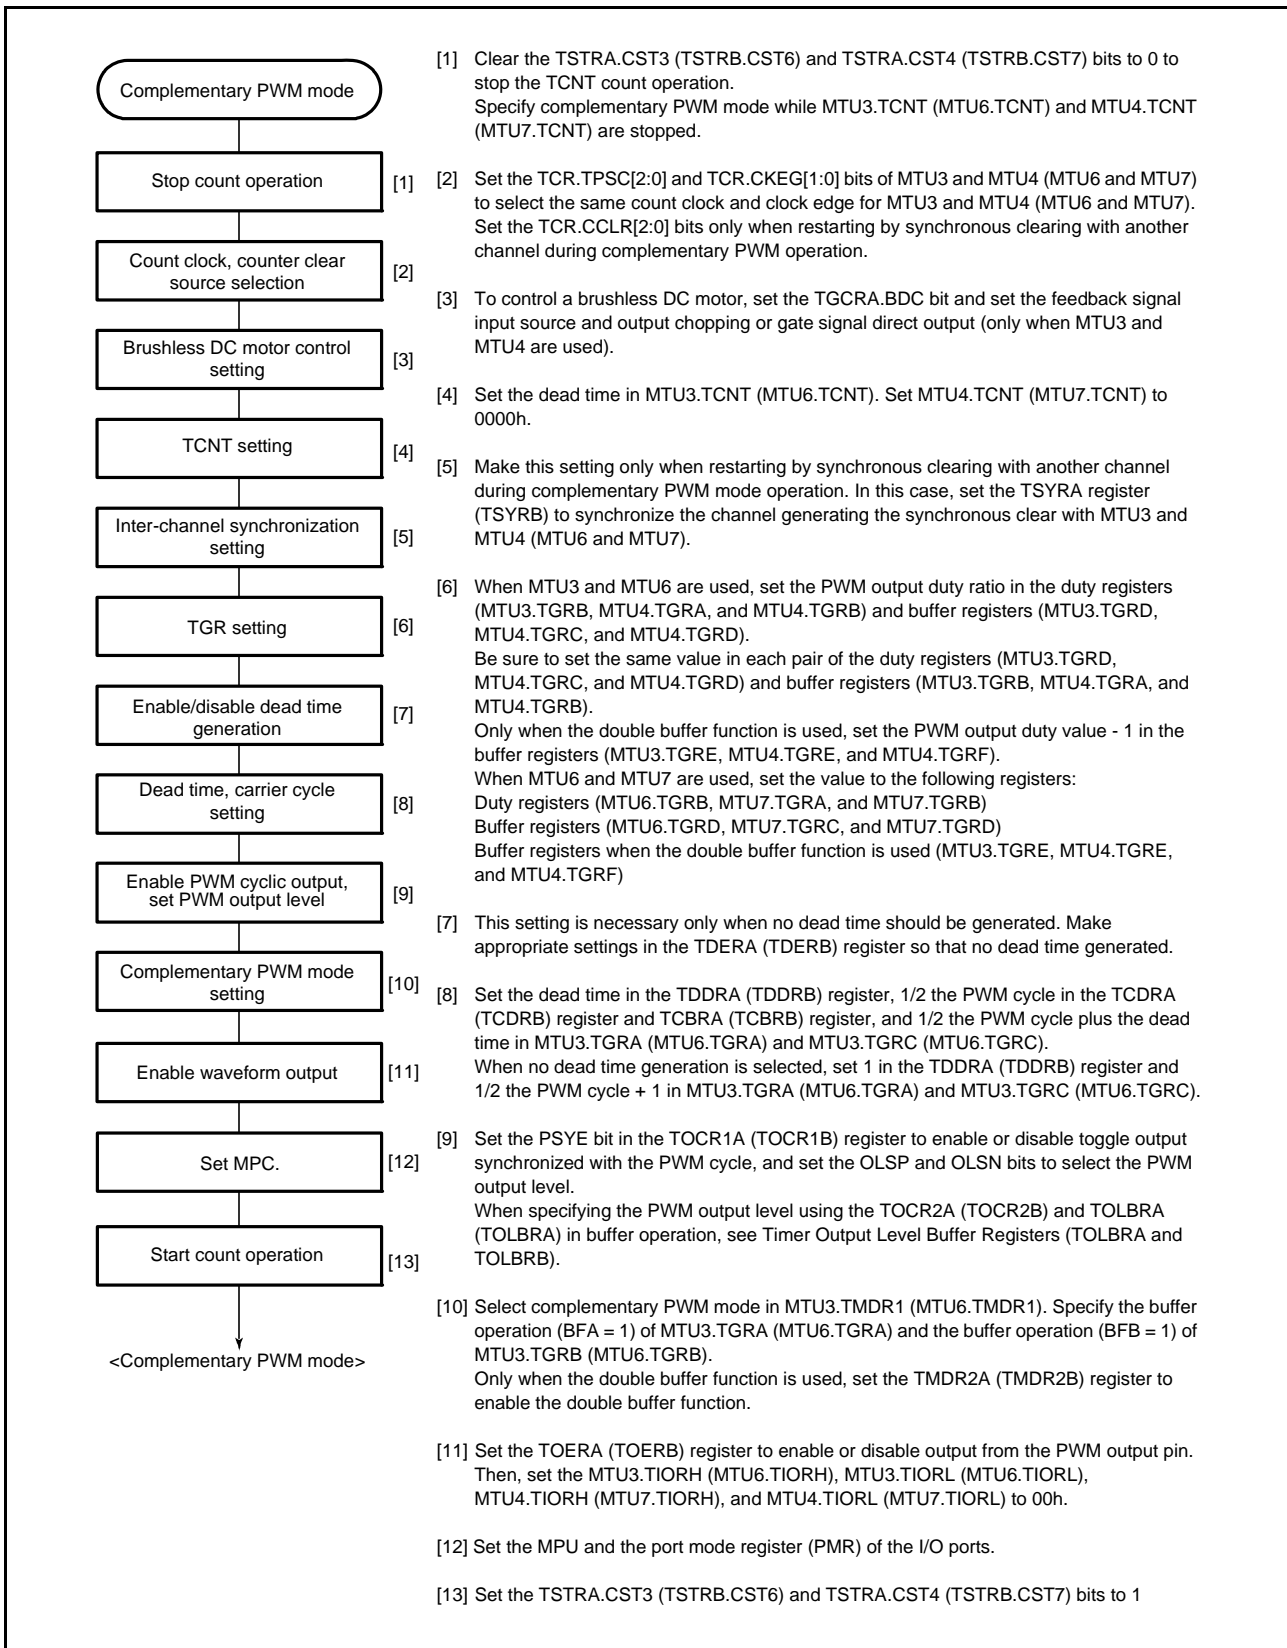 Complementary PWM mode
Stop count operation
[1]
Count clock, counter clear
source selection
[2]
Brushless DC motor control
setting
[3]
TCNT setting
[4]
Inter-channel synchronization
setting
[5]
TGR setting
[6]
Enable/disable dead time
generation
[7]
Dead time, carrier cycle
setting
[8]
Enable PWM cyclic output,
set PWM output level
[9]
Complementary PWM mode
setting
[10]
Enable waveform output
[11]
Set MPC.
[12]
Start count operation
[13]
<Complementary PWM mode>
[1] Clear the TSTRA.CST3 (TSTRB.CST6) and TSTRA.CST4 (TSTRB.CST7) bits to 0 to
stop the TCNT count operation.
Specify complementary PWM mode while MTU3.TCNT (MTU6.TCNT) and MTU4.TCNT
(MTU7.TCNT) are stopped.
[2] Set the TCR.TPSC[2:0] and TCR.CKEG[1:0] bits of MTU3 and MTU4 (MTU6 and MTU7)
to select the same count clock and clock edge for MTU3 and MTU4 (MTU6 and MTU7).
Set the TCR.CCLR[2:0] bits only when restarting by synchronous clearing with another
channel during complementary PWM operation.
[3] To control a brushless DC motor, set the TGCRA.BDC bit and set the feedback signal
input source and output chopping or gate signal direct output (only when MTU3 and
MTU4 are used).
[4] Set the dead time in MTU3.TCNT (MTU6.TCNT). Set MTU4.TCNT (MTU7.TCNT) to
0000h.
[5] Make this setting only when restarting by synchronous clearing with another channel
during complementary PWM mode operation. In this case, set the TSYRA register
(TSYRB) to synchronize the channel generating the synchronous clear with MTU3 and
MTU4 (MTU6 and MTU7).
[6] When MTU3 and MTU6 are used, set the PWM output duty ratio in the duty registers
(MTU3.TGRB, MTU4.TGRA, and MTU4.TGRB) and buffer registers (MTU3.TGRD,
MTU4.TGRC, and MTU4.TGRD).
Be sure to set the same value in each pair of the duty registers (MTU3.TGRD,
MTU4.TGRC, and MTU4.TGRD) and buffer registers (MTU3.TGRB, MTU4.TGRA, and
MTU4.TGRB).
Only when the double buffer function is used, set the PWM output duty value - 1 in the
buffer registers (MTU3.TGRE, MTU4.TGRE, and MTU4.TGRF).
When MTU6 and MTU7 are used, set the value to the following registers:
Duty registers (MTU6.TGRB, MTU7.TGRA, and MTU7.TGRB)
Buffer registers (MTU6.TGRD, MTU7.TGRC, and MTU7.TGRD)
Buffer registers when the double buffer function is used (MTU3.TGRE, MTU4.TGRE,
and MTU4.TGRF)
[7] This setting is necessary only when no dead time should be generated. Make
appropriate settings in the TDERA (TDERB) register so that no dead time generated.
[8] Set the dead time in the TDDRA (TDDRB) register, 1/2 the PWM cycle in the TCDRA
(TCDRB) register and TCBRA (TCBRB) register, and 1/2 the PWM cycle plus the dead
time in MTU3.TGRA (MTU6.TGRA) and MTU3.TGRC (MTU6.TGRC).
When no dead time generation is selected, set 1 in the TDDRA (TDDRB) register and
1/2 the PWM cycle + 1 in MTU3.TGRA (MTU6.TGRA) and MTU3.TGRC (MTU6.TGRC).
[9] Set the PSYE bit in the TOCR1A (TOCR1B) register to enable or disable toggle output
synchronized with the PWM cycle, and set the OLSP and OLSN bits to select the PWM
output level.
When specifying the PWM output level using the TOCR2A (TOCR2B) and TOLBRA
(TOLBRA) in buffer operation, see Timer Output Level Buffer Registers (TOLBRA and
TOLBRB).
[10] Select complementary PWM mode in MTU3.TMDR1 (MTU6.TMDR1). Specify the buffer
operation (BFA = 1) of MTU3.TGRA (MTU6.TGRA) and the buffer operation (BFB = 1) of
MTU3.TGRB (MTU6.TGRB).
Only when the double buffer function is used, set the TMDR2A (TMDR2B) register to
enable the double buffer function.
[11] Set the TOERA (TOERB) register to enable or disable output from the PWM output pin.
Then, set the MTU3.TIORH (MTU6.TIORH), MTU3.TIORL (MTU6.TIORL),
MTU4.TIORH (MTU7.TIORH), and MTU4.TIORL (MTU7.TIORL) to 00h.
[12] Set the MPU and the port mode register (PMR) of the I/O ports.
[13] Set the TSTRA.CST3 (TSTRB.CST6) and TSTRA.CST4 (TSTRB.CST7) bits to 1